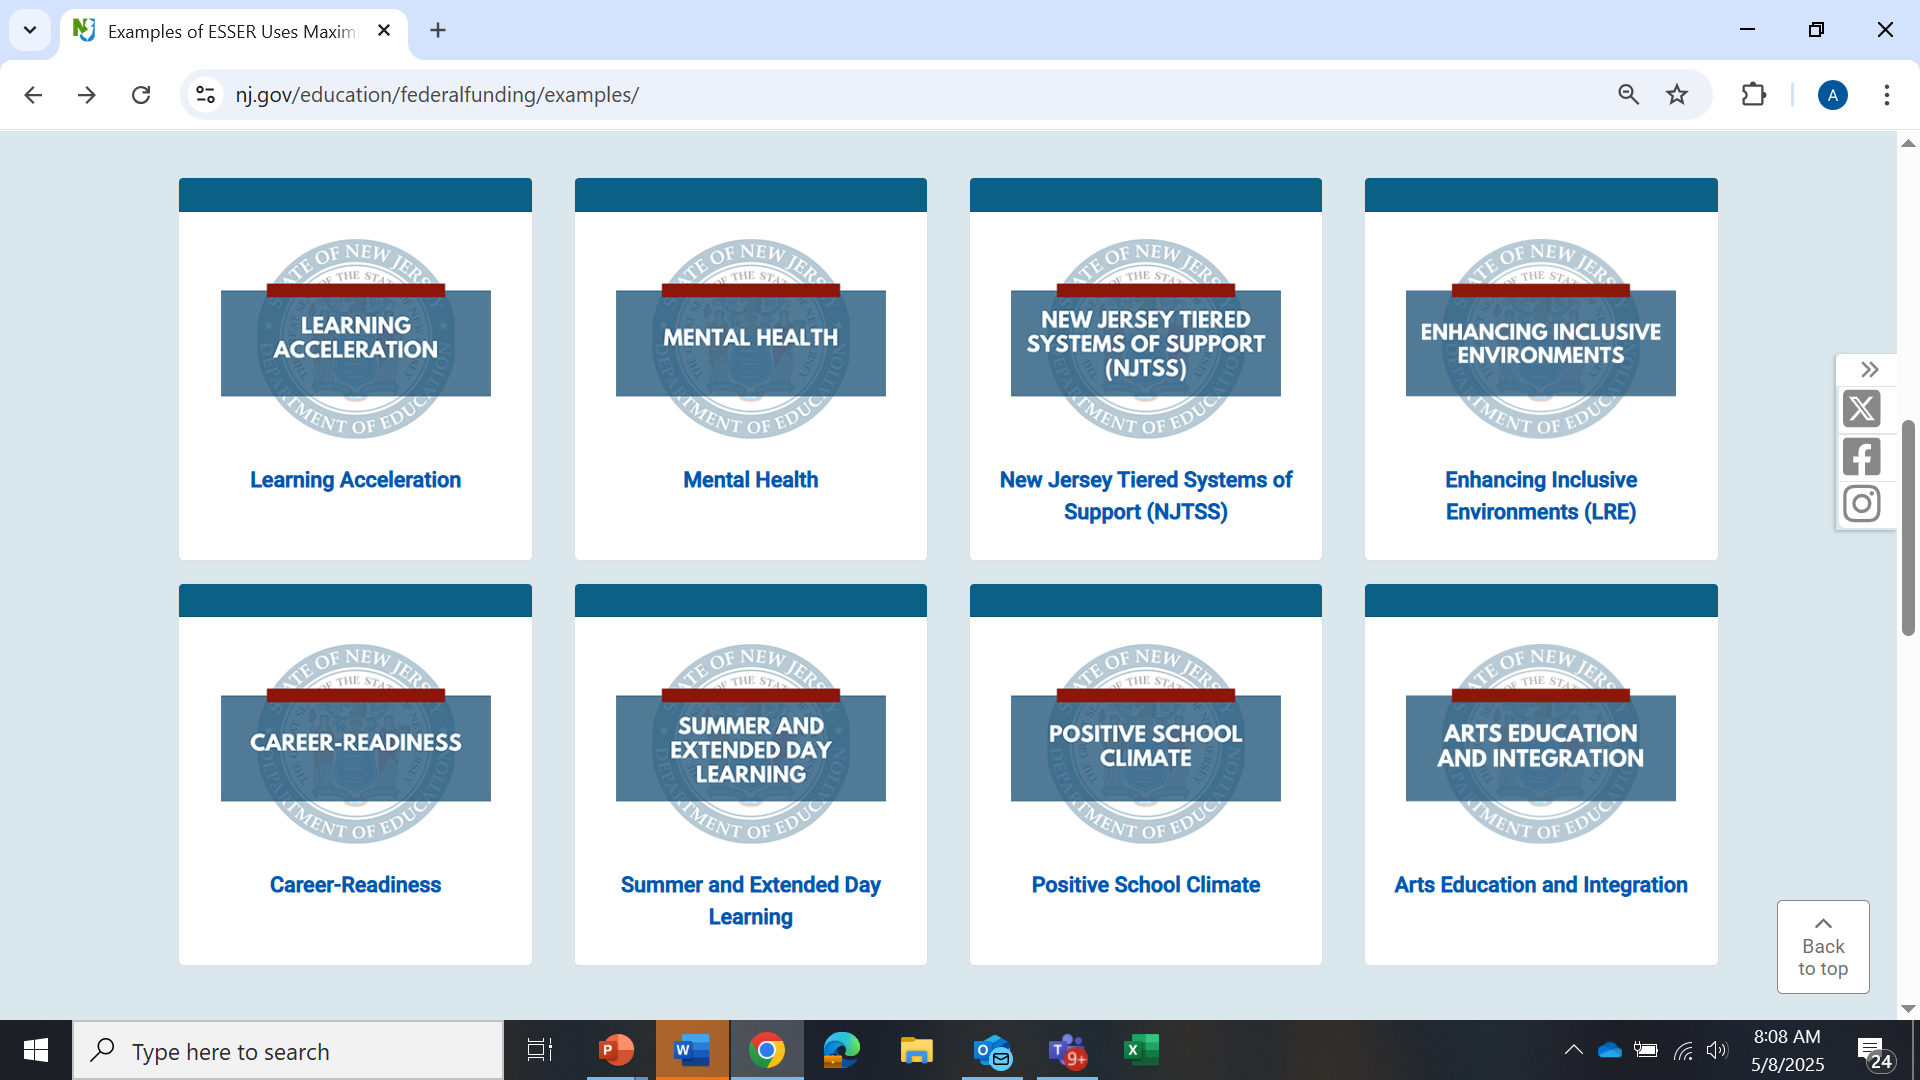 Examples of ESSER Uses Maxim
nj.gov/education/federalfunding/examples/
A
LEARNING
ACCELERATION
Learning Acceleration
MENTAL HEALTH
Mental Health
NEW JERSEY TIERED
SYSTEMS OF SUPPORT
(NJTSS)
New Jersey Tiered Systems of
Support (NJTSS)
ENHANCING INCLUSIVE
ENVIRONMENTS
Enhancing Inclusive
Environments (LRE)
CAREER-READINESS
Career-Readiness
SUMMER AND
EXTENDED DAY
LEARNING
Summer and Extended Day
Learning
POSITIVE SCHOOL
CLIMATE
Positive School Climate
ARTS EDUCATION
AND INTEGRATION
Arts Education and Integration
Back
to top
Type here to search
9+
8:08 AM
5/8/2025
24